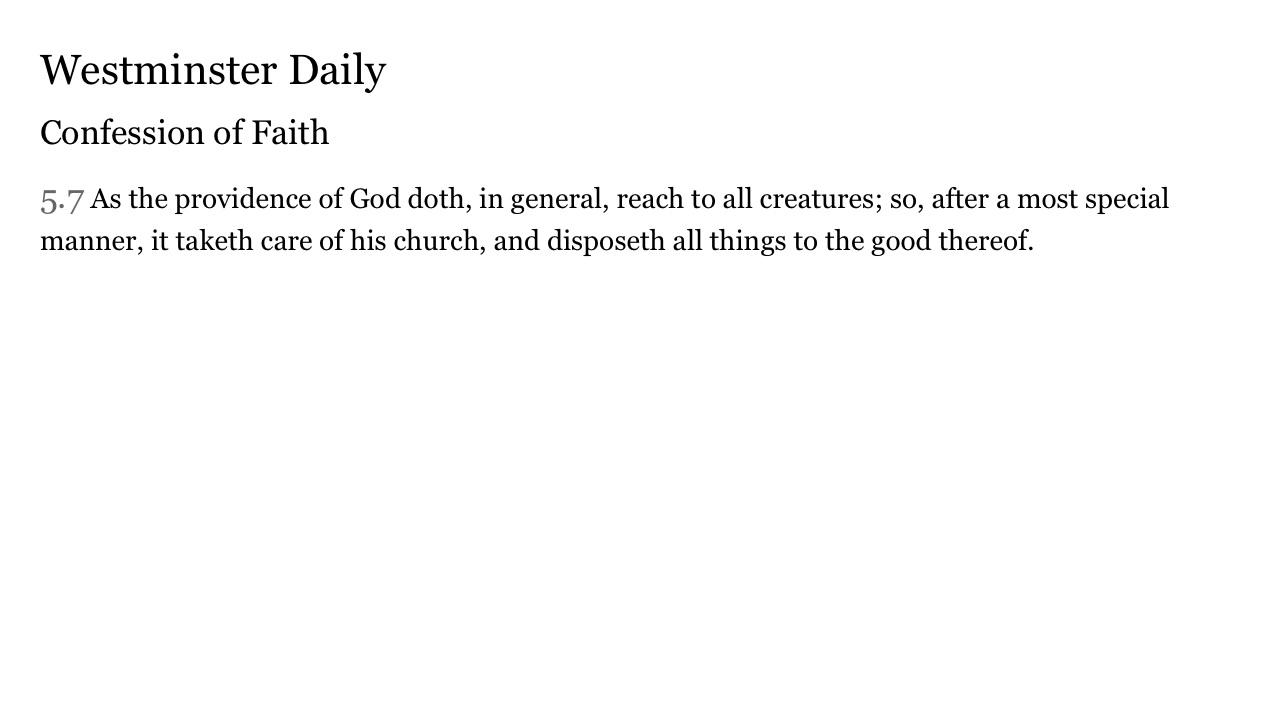 Westminster Daily
Confession of Faith
5.7 As the providence of God doth, in general, reach to all creatures; so, after a most special
manner, it taketh care of his church, and disposeth all things to the good thereof.